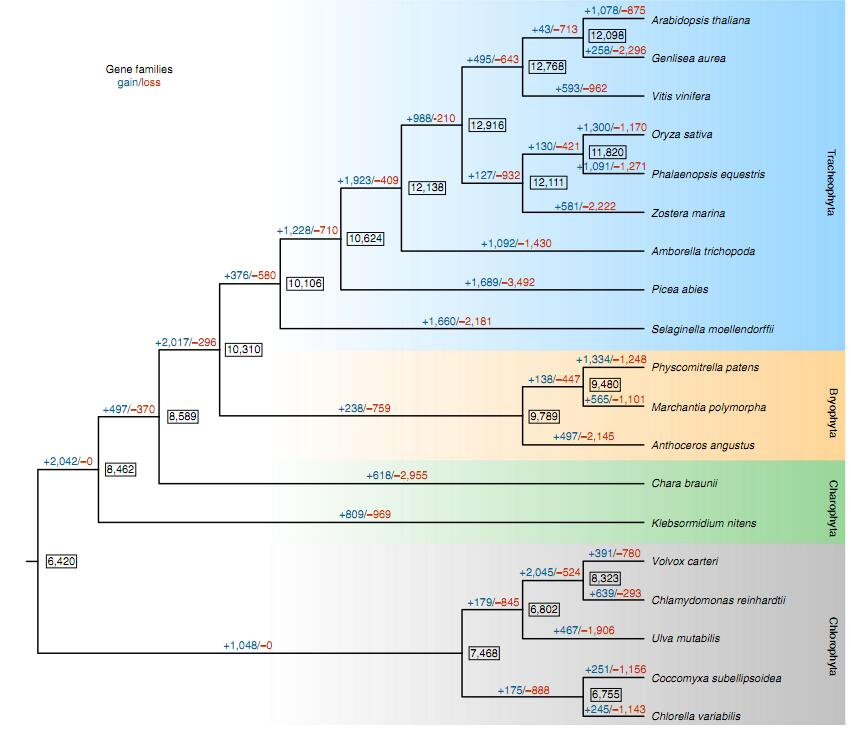 +1,078/−875
Arabidopsis thaliana
+43/−713
12,098
+258/−2,296
Genlisea aurea
+495/−643
12,768
Gene families
gain/loss
+593/−962
Vitis vinifera
+988/−210
12,916
+1,300/−1,170
Oryza sativa
+130/−421
11,820
+1,091/−1,271
Phalaenopsis equestris
+127/−932
12,111
+1,923/−409
12,138
+581/−2,222
Zostera marina
Tracheophyta
+1,228/−710
10,624
+1,092/−1,430
Amborella trichopoda
+376/−580
10,106
+1,689/−3,492
Picea abies
+1,660/−2,181
Selaginella moellendorffii
+2,017/−296
10,310
+1,334/−1,248
Physcomitrella patens
+138/−447
9,480
+565/−1,101
Marchantia polymorpha
+238/−759
9,789
Bryophyta
+497/−370
8,589
+497/−2,145
Anthoceros angustus
+2,042/−0
8,462
+618/−2,955
Chara braunii
Charophyta
+809/−969
Klebsormidium nitens
6,420
+391/−780
Volvox carteri
+2,045/−524
8,323
+639/−293
Chlamydomonas reinhardtii
+179/−845
6,802
+467/−1,906
Ulva mutabilis
Chlorophyta
+1,048/−0
7,468
+251/−1,156
Coccomyxa subellipsoidea
+175/−888
6,755
+245/−1,143
Chlorella variabilis